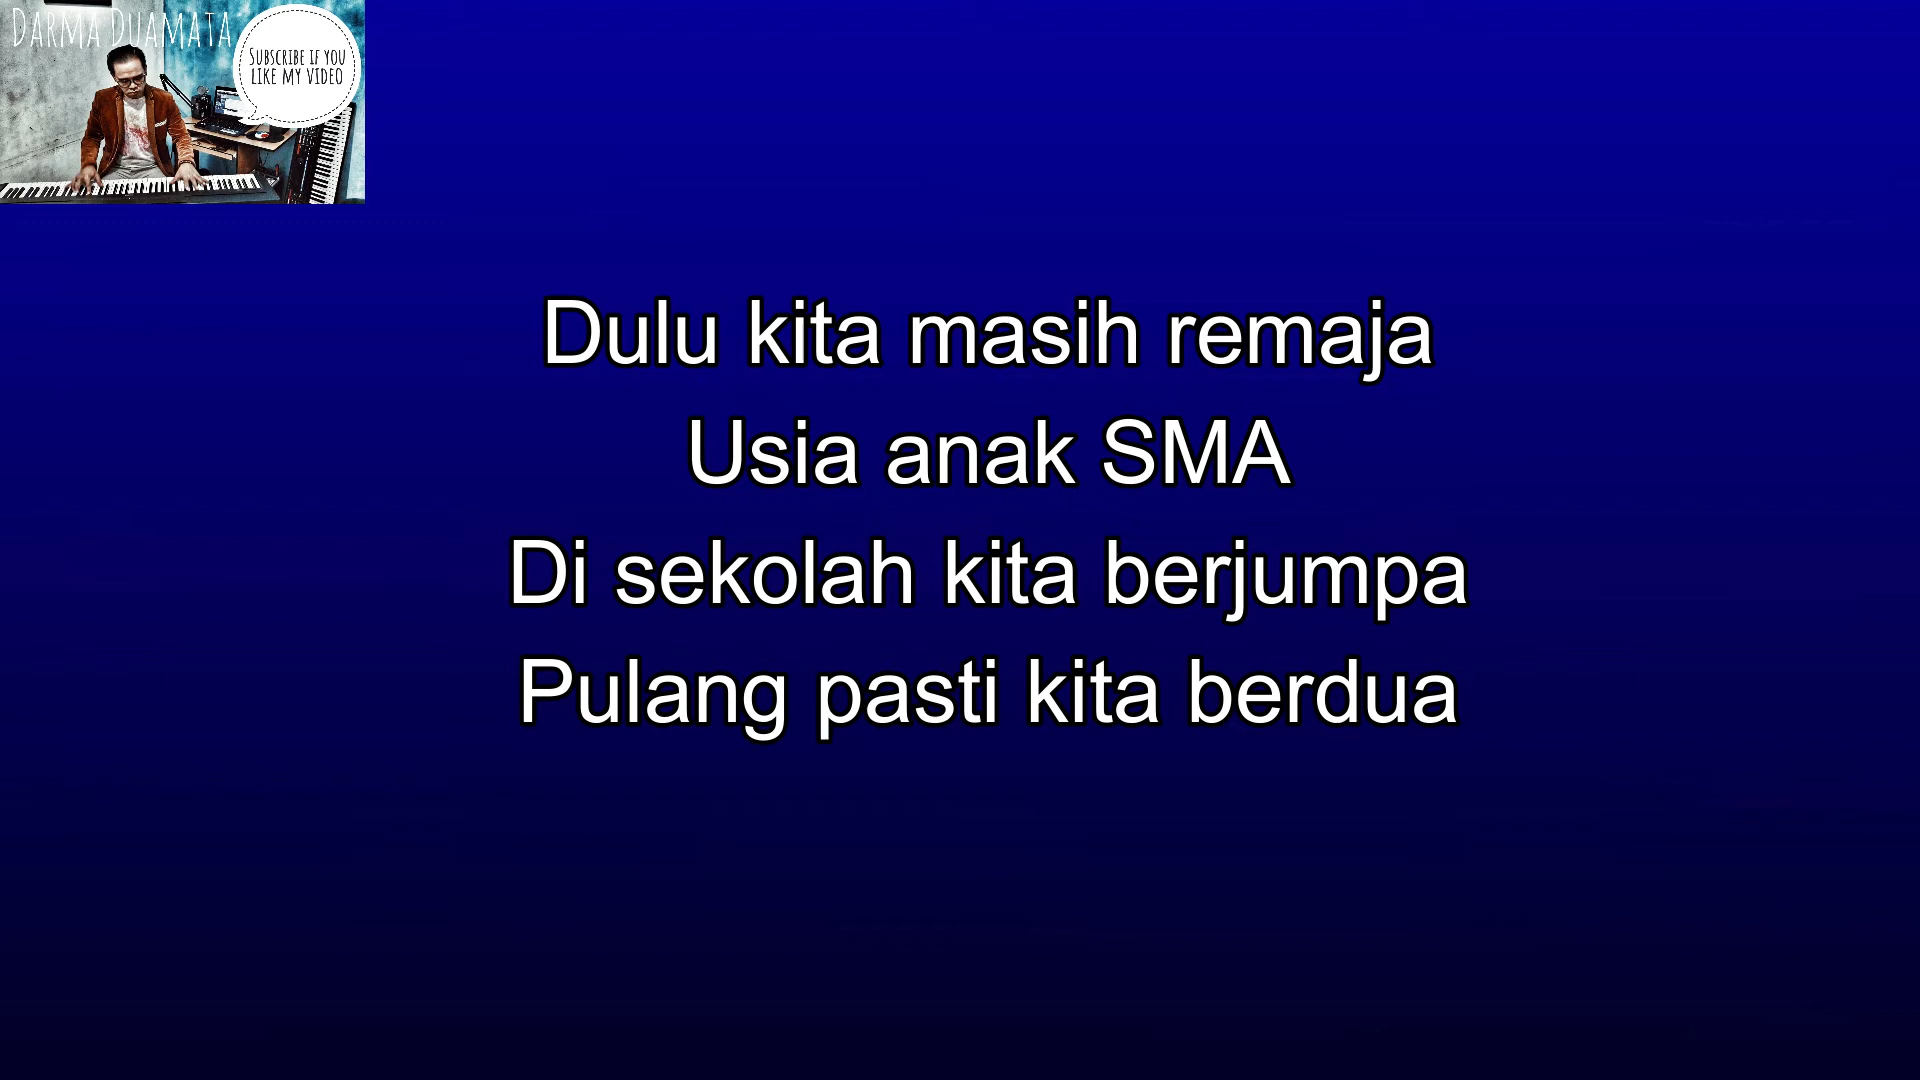 DARMA DUAMATA
SUBSCRIBE IF YOU
LIKE MY VIDEO
Dulu kita masih remaja
Usia anak SMA
Di sekolah kita berjumpa
Pulang pasti kita berdua